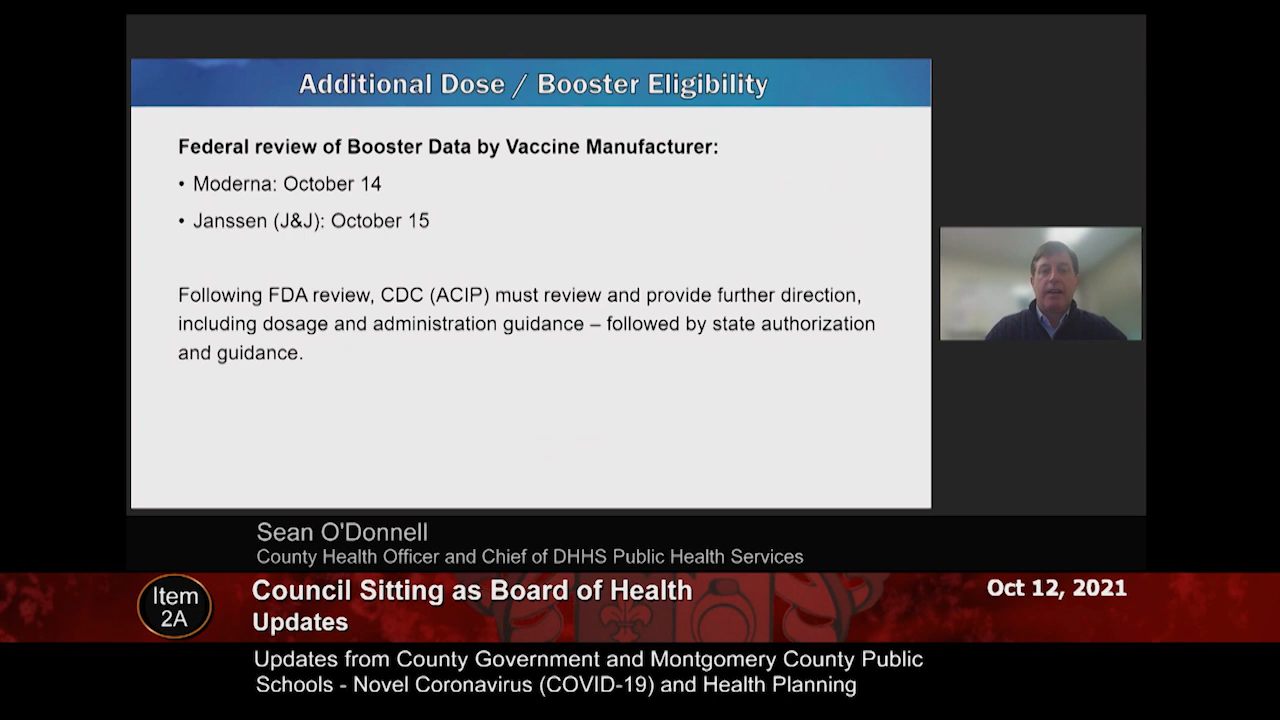 Additional Dose / Booster Eligibility
Federal review of Booster Data by Vaccine Manufacturer:
• Moderna: October 14
• Janssen (J&J): October 15
Following FDA review, CDC (ACIP) must review and provide further direction,
including dosage and administration guidance – followed by state authorization
and guidance.
Sean O'Donnell
County Health Officer and Chief of DHHS Public Health Services
Item
2A
Council Sitting as Board of Health
Updates
Oct 12, 2021
Updates from County Government and Montgomery County Public
Schools - Novel Coronavirus (COVID-19) and Health Planning